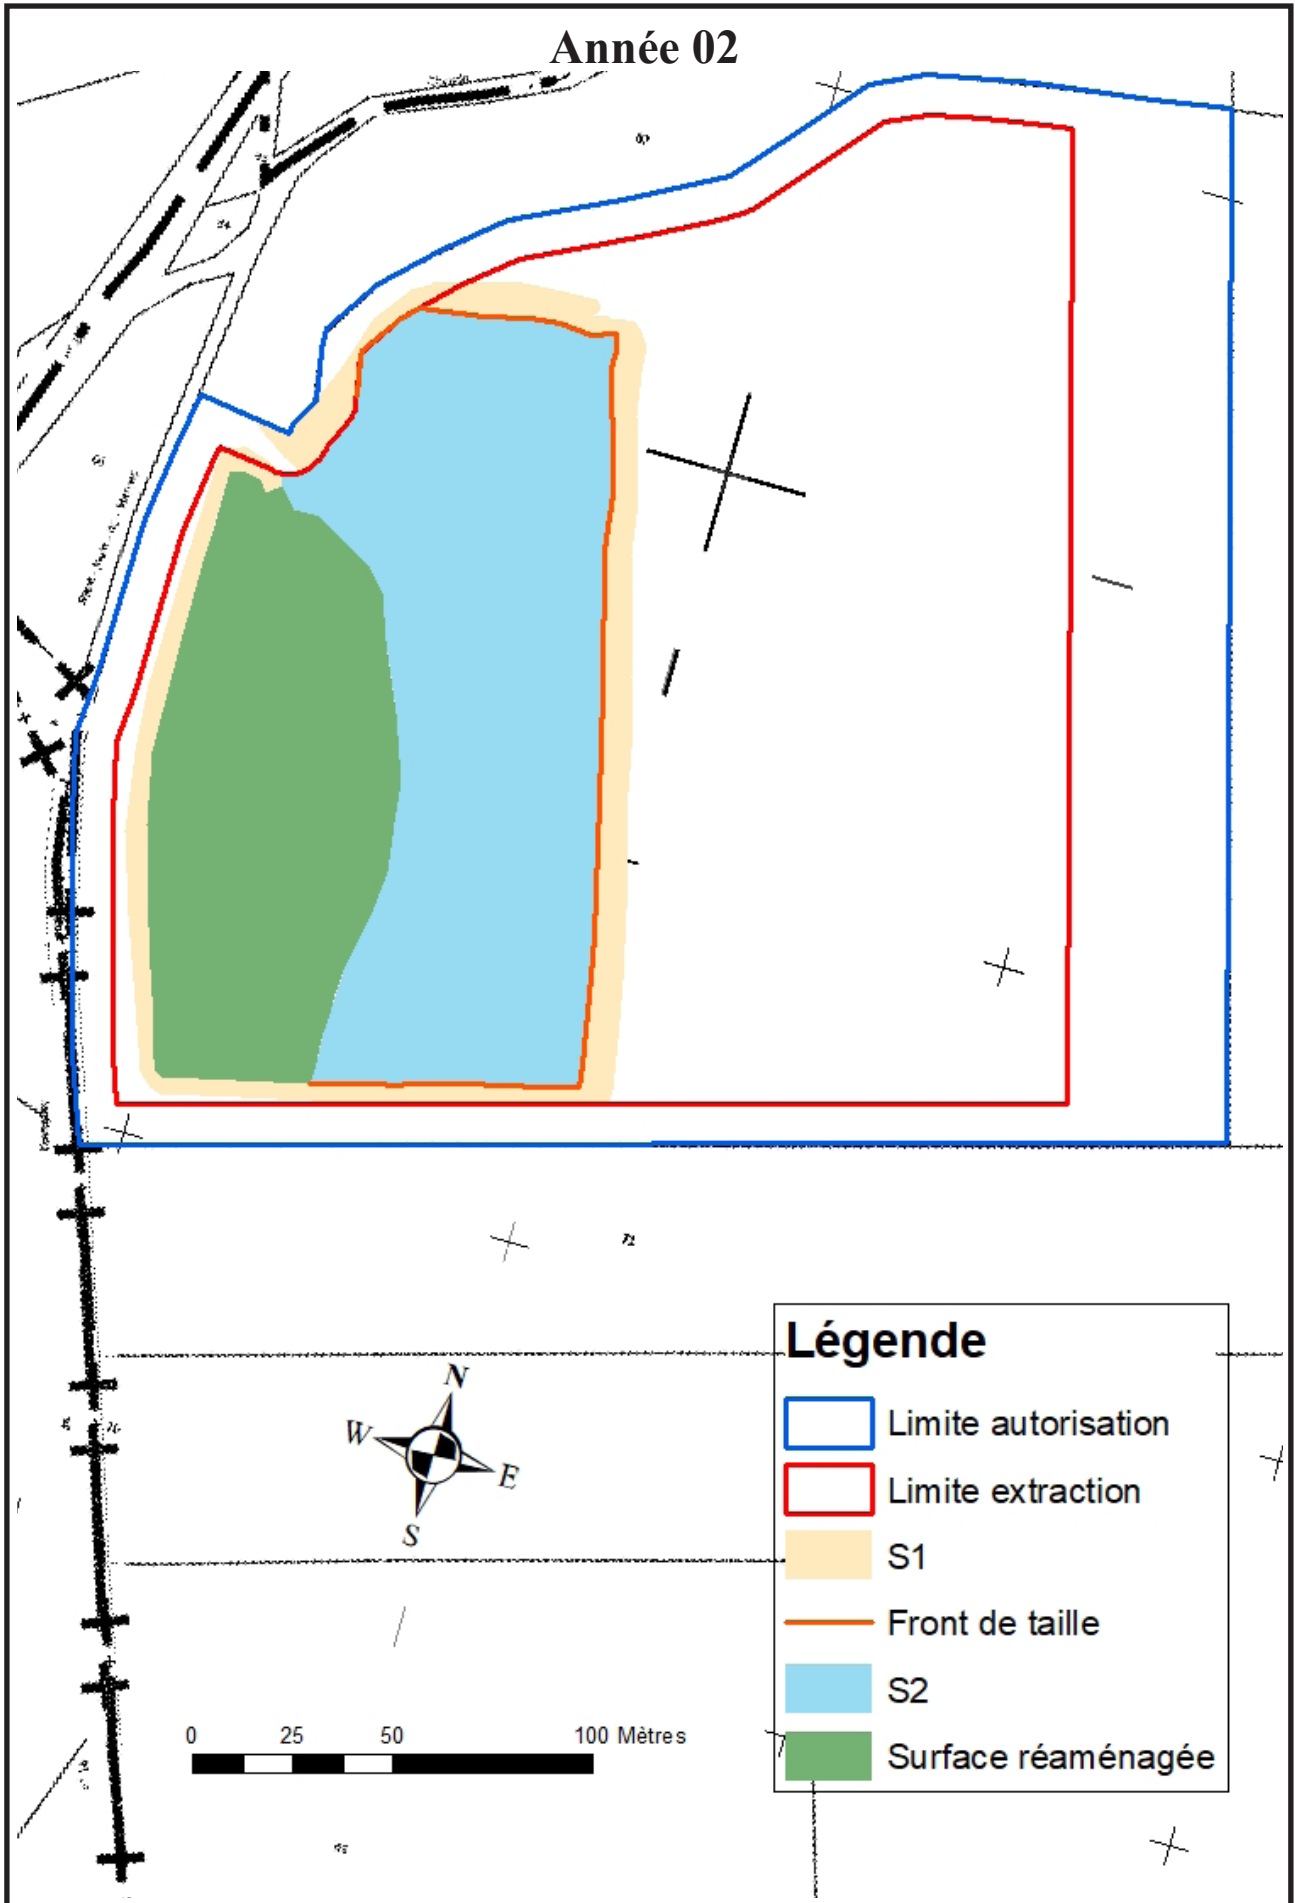 Année 02
n
N
W
E
S
Légende
Limite autorisation
Limite extraction
S1
Front de taille
S2
Surface réaménagée
0 25 50 100 Mètres